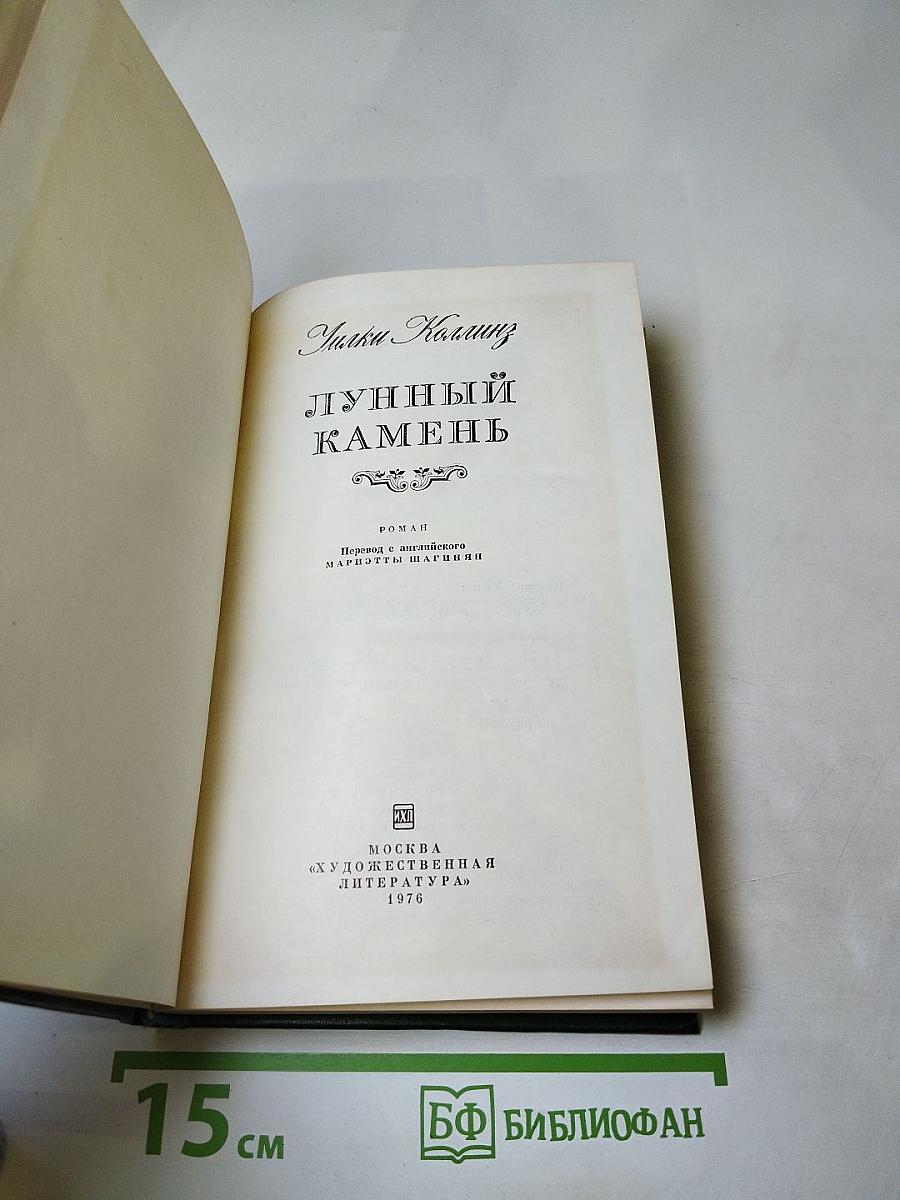 Уилки Коллинз
ЛУННЫЙ
КАМЕНЬ
РОМАН
Перевод с английского
МАРИЭТТЫ ШАГИНЯН
ИХЛ
МОСКВА
«ХУДОЖЕСТВЕННАЯ
ЛИТЕРАТУРА»
1976
15 см
БФ БИБЛИОФАН